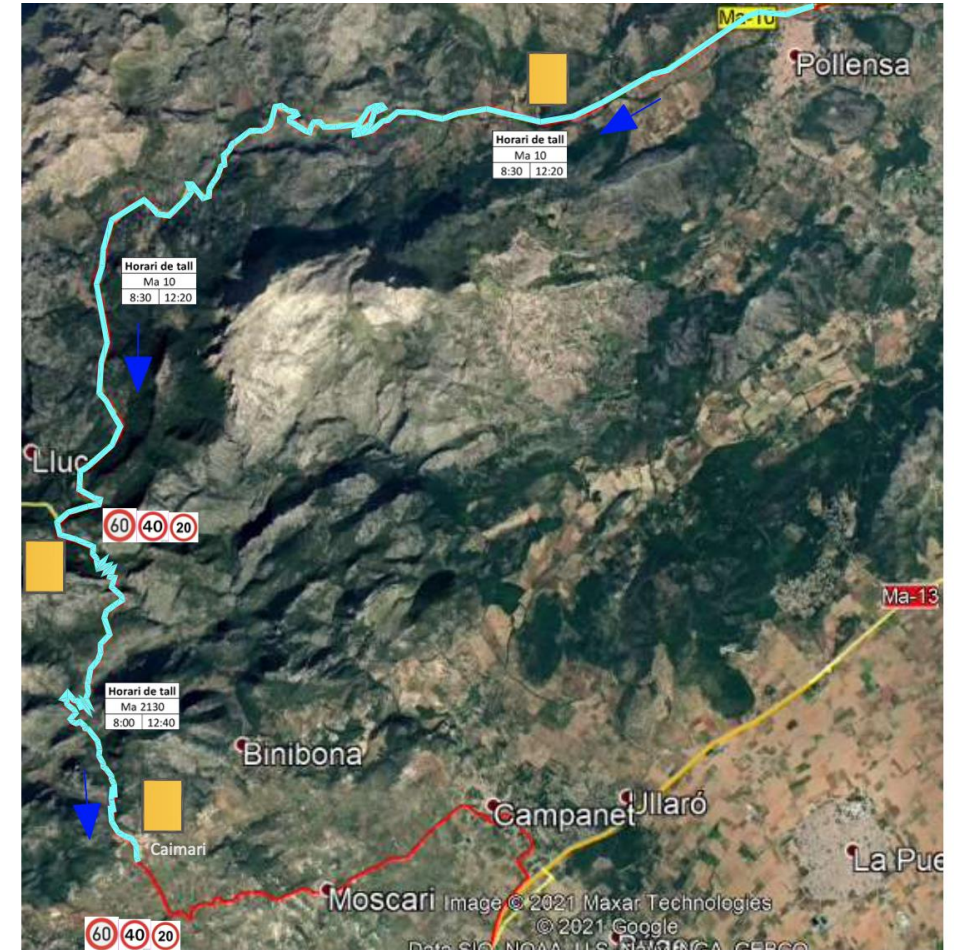 Ma-10
Pollensa
Horari de tall
Ma 10
8:30 12:20
Horari de tall
Ma 10
8:30 12:20
Lluc
60 40 20
Ma-13
Horari de tall
Ma 2130
8:00 12:40
Binibona
Campanet
Ullaró
Caimari
La Pue
Moscari
Image © 2021 Maxar Technologies
© 2021 Google
60 40 20